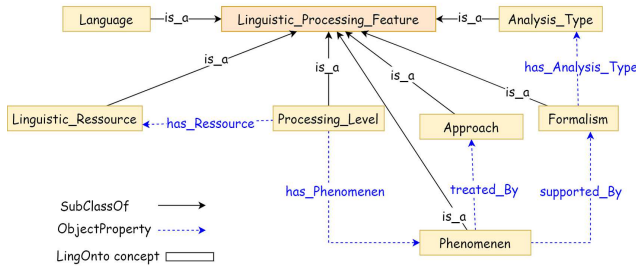 Language
is_a
Linguistic_Processing_Feature
is_a
Analysis_Type
has_Analysis_Type
is_a
is_a
is_a
is_a
Linguistic_Ressource
has_Ressource
Processing_Level
Approach
Formalism
has_Phenomenen
treated_By
supported_By
is_a
SubClassOf
ObjectProperty
Phenomenen
LingOnto concept